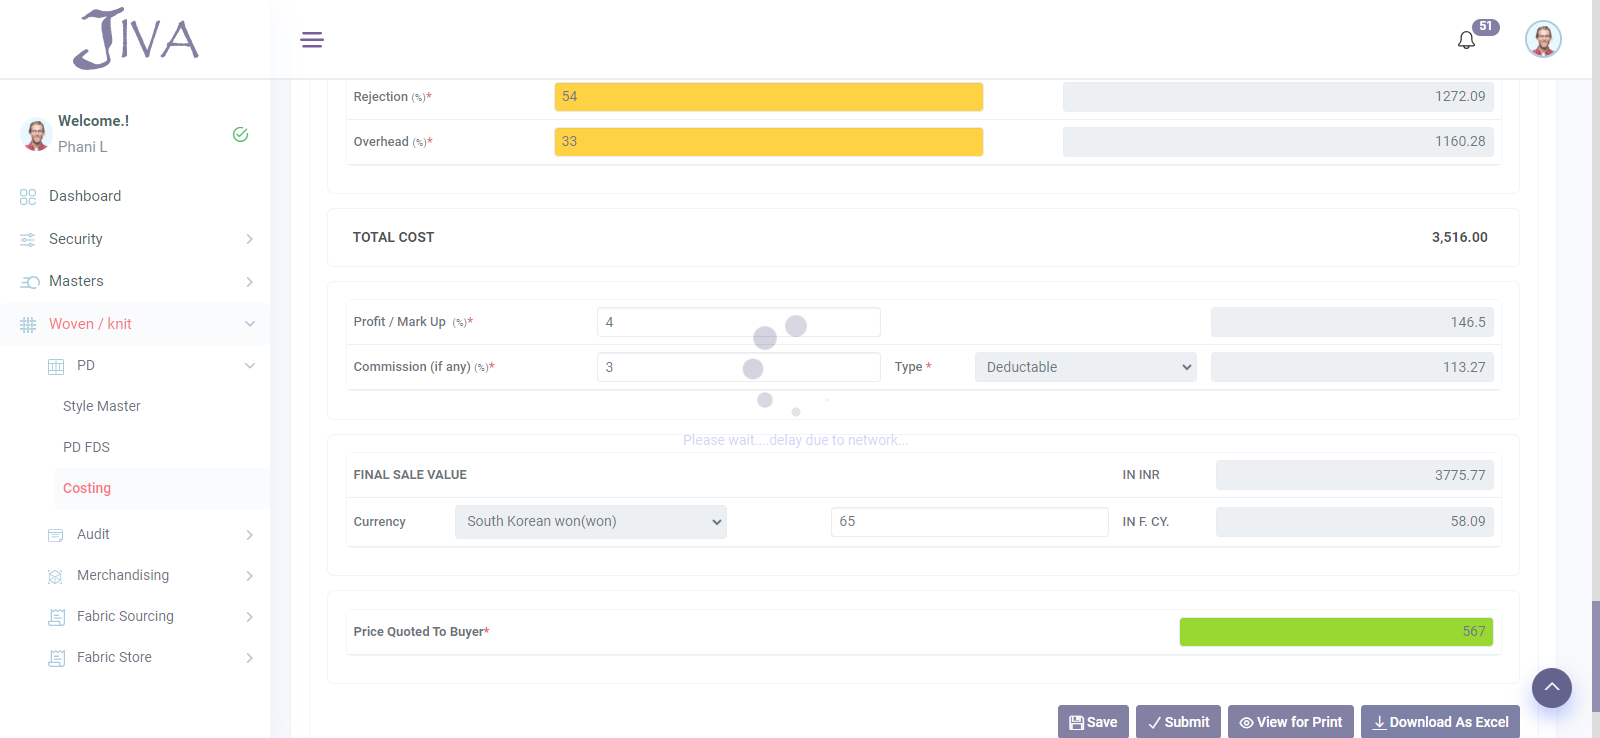 JIVA
51
Welcome.!
Phani L
Dashboard
Security
Masters
Woven / knit
PD
Style Master
PD FDS
Costing
Audit
Merchandising
Fabric Sourcing
Fabric Store
Rejection (%)* 54 1272.09
Overhead (%)* 33 1160.28
TOTAL COST 3,516.00
Profit / Mark Up (%)* 4 146.5
Commission (if any) (%)* 3 Type * Deductable 113.27
Please wait....delay due to network...
FINAL SALE VALUE IN INR 3775.77
Currency South Korean won(won) 65 IN F. CY. 58.09
Price Quoted To Buyer* 567
Save Submit View for Print Download As Excel